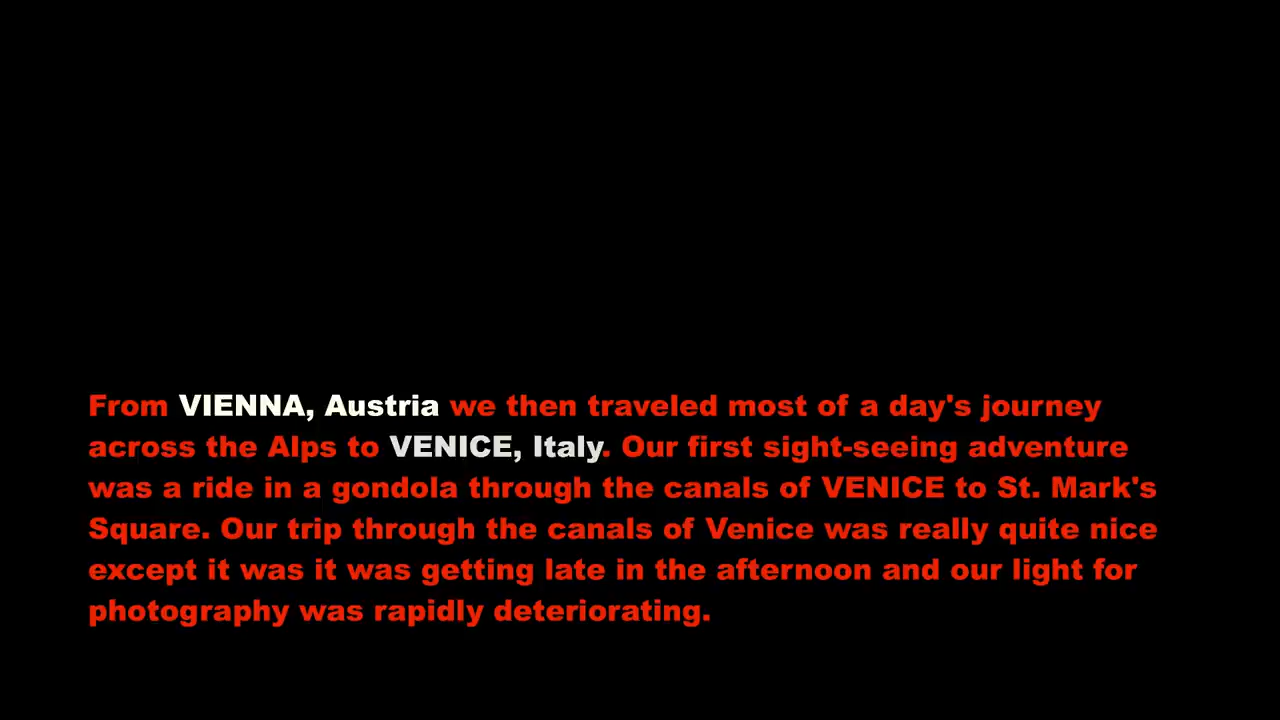 From VIENNA, Austria we then traveled most of a day's journey
across the Alps to VENICE, Italy. Our first sight-seeing adventure
was a ride in a gondola through the canals of VENICE to St. Mark's
Square. Our trip through the canals of Venice was really quite nice
except it was it was getting late in the afternoon and our light for
photography was rapidly deteriorating.